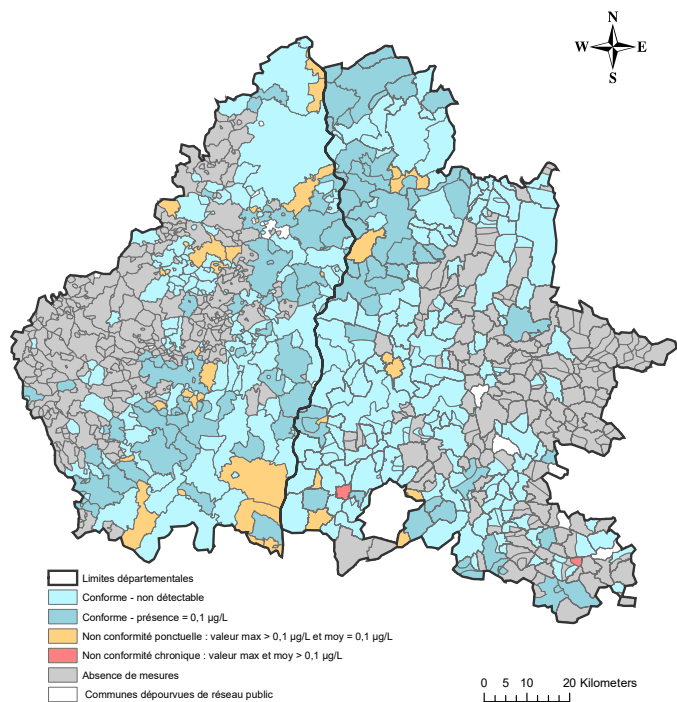 N
W E
S
Limites départementales
Conforme - non détectable
Conforme - présence = 0,1 µg/L
Non conformité ponctuelle : valeur max > 0,1 µg/L et moy = 0,1 µg/L
Non conformité chronique : valeur max et moy > 0,1 µg/L
Absence de mesures
Communes dépourvues de réseau public
0 5 10 20 Kilometers